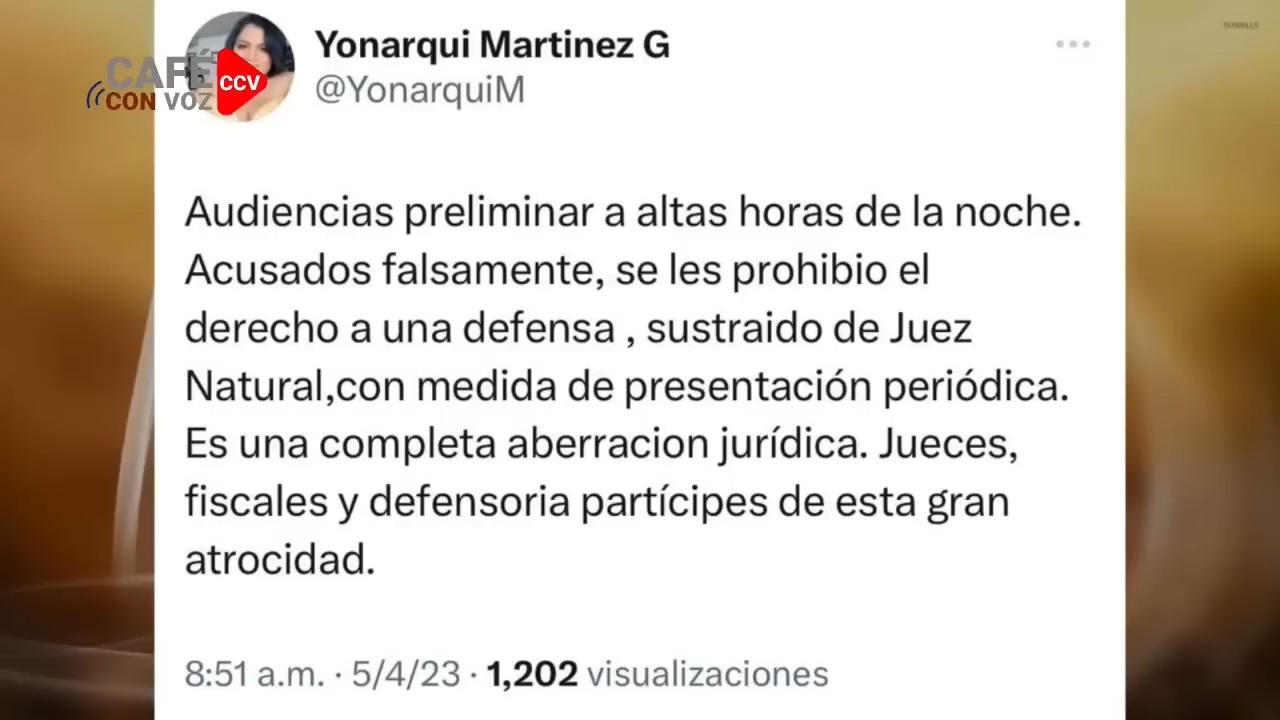 Yonarqui Martinez G
@YonarquiM
CAFÉ
CON VOZ
CCV
Audiencias preliminar a altas horas de la noche.
Acusados falsamente, se les prohibio el
derecho a una defensa , sustraido de Juez
Natural,con medida de presentación periódica.
Es una completa aberracion jurídica. Jueces,
fiscales y defensoria partícipes de esta gran
atrocidad.
8:51 a.m. · 5/4/23 · 1,202 visualizaciones